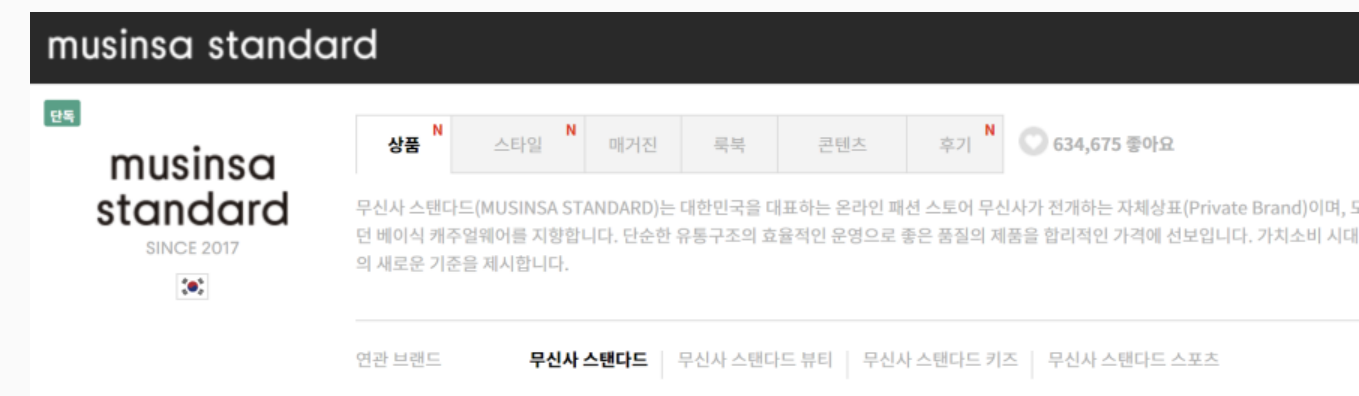 musinsa standard
단독
musinsa
standard
SINCE 2017
상품 N 스타일 N 매거진 룩북 콘텐츠 후기 N 634,675 좋아요
무신사 스탠다드(MUSINSA STANDARD)는 대한민국을 대표하는 온라인 패션 스토어 무신사가 전개하는 자체상표(Private Brand)이며,
던 베이식 캐주얼웨어를 지향합니다. 단순한 유통구조의 효율적인 운영으로 좋은 품질의 제품을 합리적인 가격에 선보입니다. 가치소비 시대
의 새로운 기준을 제시합니다.
연관 브랜드 무신사 스탠다드 무신사 스탠다드 뷰티 무신사 스탠다드 키즈 무신사 스탠다드 스포츠